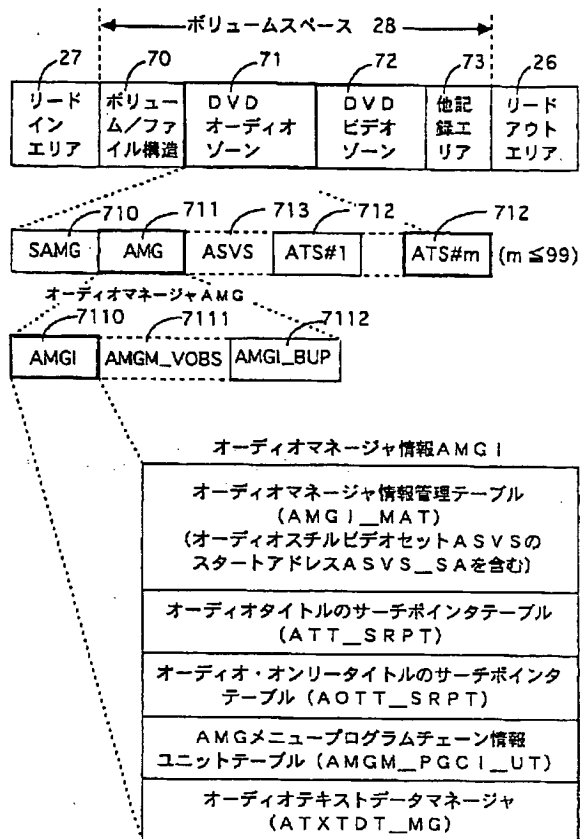 ボリュームスペース 28
27 70 71 72 73 26
リード
イン
エリア
ボリュー
ム/ファ
イル構造
DVD
オーディオ
ゾーン
DVD
ビデオ
ゾーン
他記
録エ
リア
リード
アウト
エリア
710 711 713 712 712
SAMG AMG ASVS ATS#1 ATS#m (m≦99)
オーディオマネージャAMG
7110 7111 7112
AMGI AMGM_VOBS AMGI_BUP
オーディオマネージャ情報AMGI
オーディオマネージャ情報管理テーブル
(AMGI_MAT)
(オーディオスチルビデオセットASVSの
スタートアドレスASVS_SAを含む)
オーディオタイトルのサーチポインタテーブル
(ATT_SRPT)
オーディオ・オンリータイトルのサーチポインタ
テーブル(AOTT_SRPT)
AMGメニュープログラムチェーン情報
ユニットテーブル(AMGM_PGCI_UT)
オーディオテキストデータマネージャ
(ATXTDT_MG)